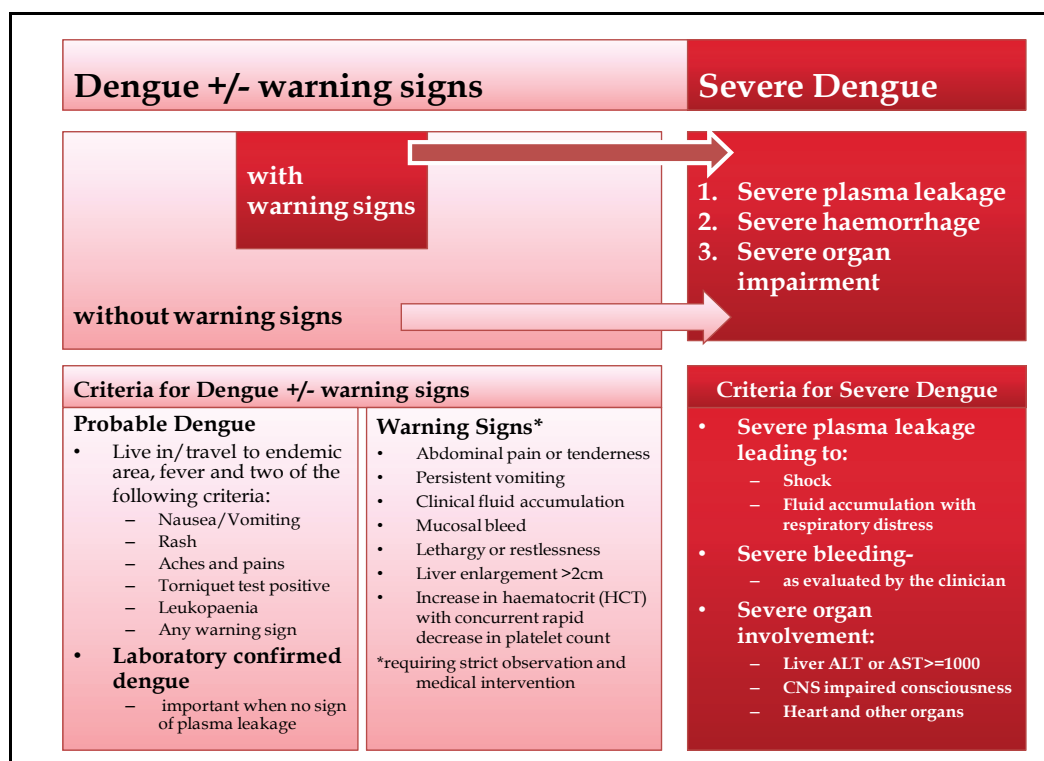 Dengue +/- warning signs
Severe Dengue
with
warning signs
without warning signs
1. Severe plasma leakage
2. Severe haemorrhage
3. Severe organ
impairment
Criteria for Dengue +/- warning signs
Probable Dengue
• Live in/travel to endemic
area, fever and two of the
following criteria:
– Nausea/Vomiting
– Rash
– Aches and pains
– Torniquet test positive
– Leukopaenia
– Any warning sign
• Laboratory confirmed
dengue
– important when no sign
of plasma leakage
Warning Signs*
• Abdominal pain or tenderness
• Persistent vomiting
• Clinical fluid accumulation
• Mucosal bleed
• Lethargy or restlessness
• Liver enlargement >2cm
• Increase in haematocrit (HCT)
with concurrent rapid
decrease in platelet count
*requiring strict observation and
medical intervention
Criteria for Severe Dengue
• Severe plasma leakage
leading to:
– Shock
– Fluid accumulation with
respiratory distress
• Severe bleeding-
– as evaluated by the clinician
• Severe organ
involvement:
– Liver ALT or AST>=1000
– CNS impaired consciousness
– Heart and other organs